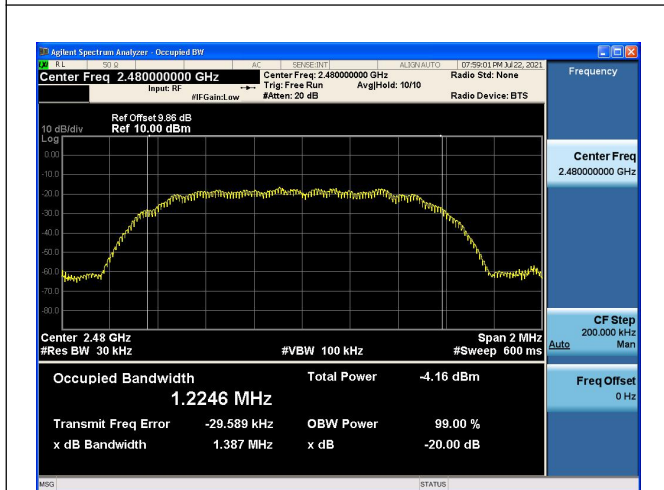 Agilent Spectrum Analyzer - Occupied BW
RL 50 Ω AC SENSE:INT ALIGN AUTO 07:59:01 PM Jul 22, 2021
Center Freq 2.480000000 GHz Center Freq: 2.480000000 GHz Radio Std: None Frequency
Input: RF Trig: Free Run Avg|Hold: 10/10
#IFGain:Low #Atten: 20 dB Radio Device: BTS
Ref Offset 9.86 dB
10 dB/div Ref 10.00 dBm
Log
0.00
-10.0
-20.0
-30.0
-40.0
-50.0
-60.0
-70.0
-80.0
Center Freq
2.480000000 GHz
Center 2.48 GHz Span 2 MHz
#Res BW 30 kHz #VBW 100 kHz #Sweep 600 ms
CF Step
200.000 kHz
Auto Man
Occupied Bandwidth Total Power -4.16 dBm
1.2246 MHz
Transmit Freq Error -29.589 kHz OBW Power 99.00 %
x dB Bandwidth 1.387 MHz x dB -20.00 dB
Freq Offset
0 Hz
MSG STATUS